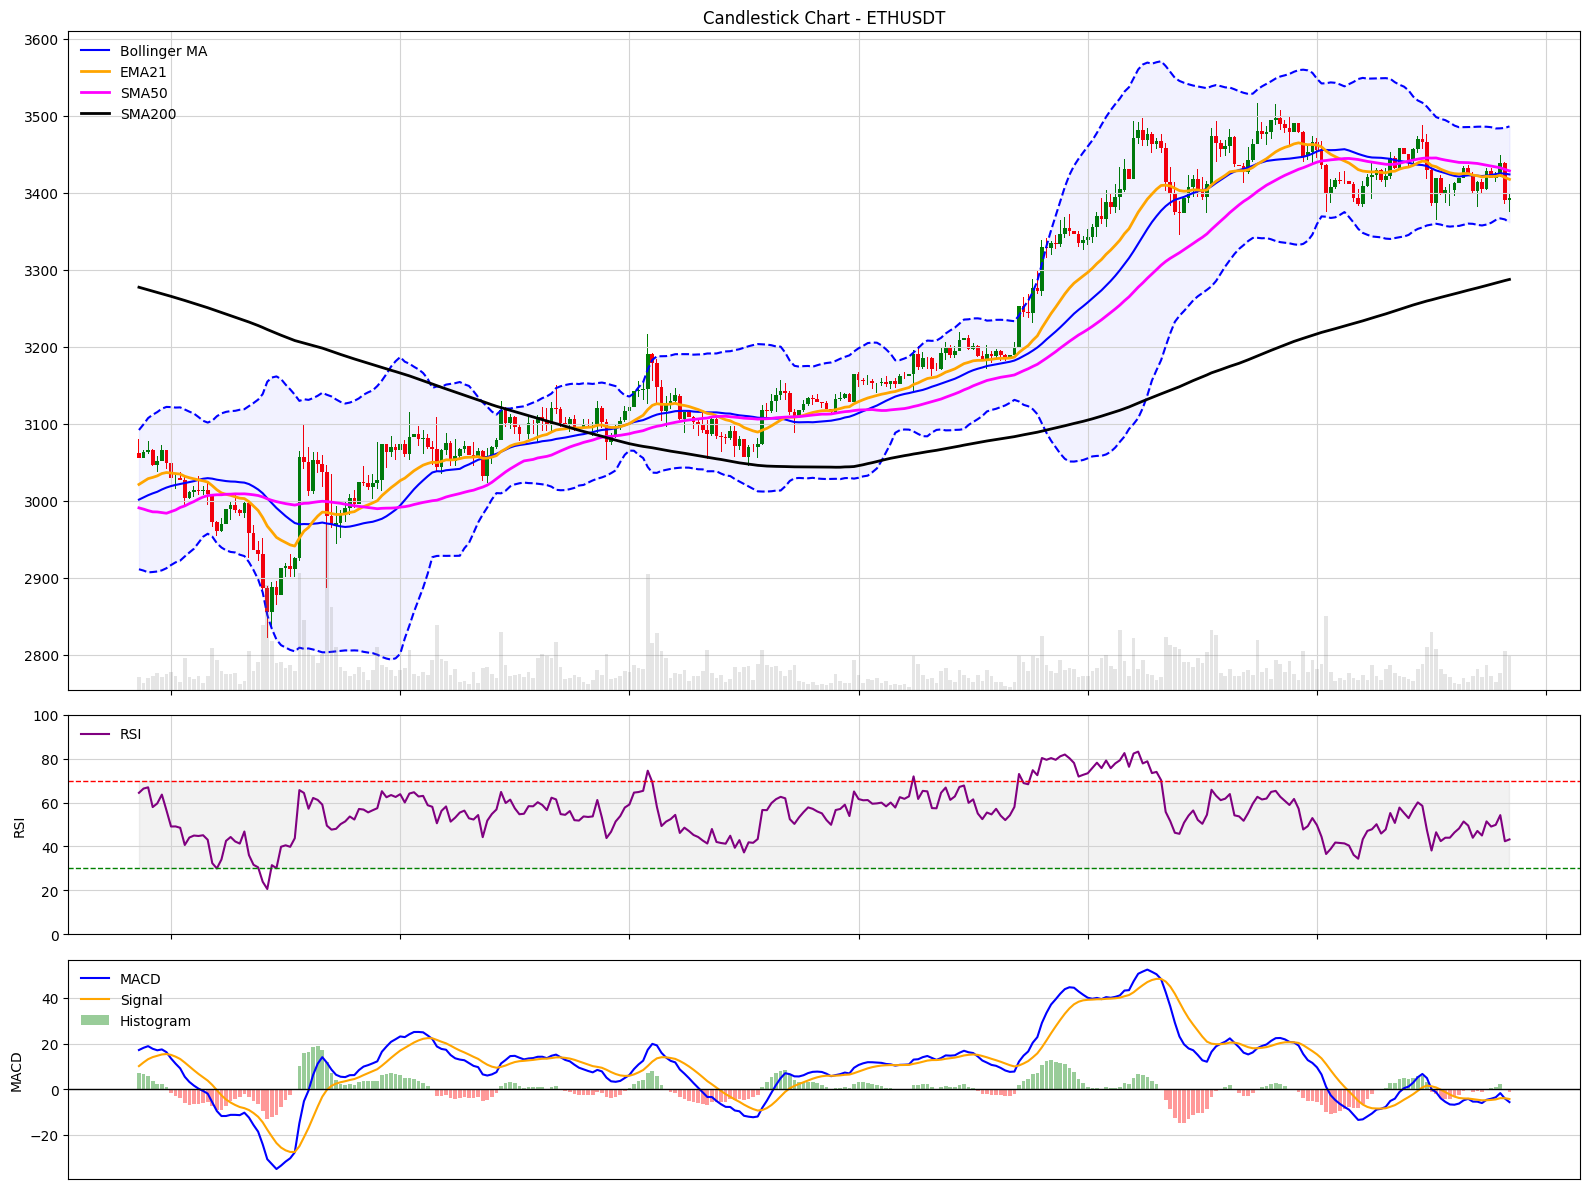 Candlestick Chart - ETHUSDT
3600
3500
3400
3300
3200
3100
3000
2900
2800
Bollinger MA
EMA21
SMA50
SMA200
100
80
60
40
20
0
RSI
RSI
40
20
0
−20
MACD
MACD
Signal
Histogram